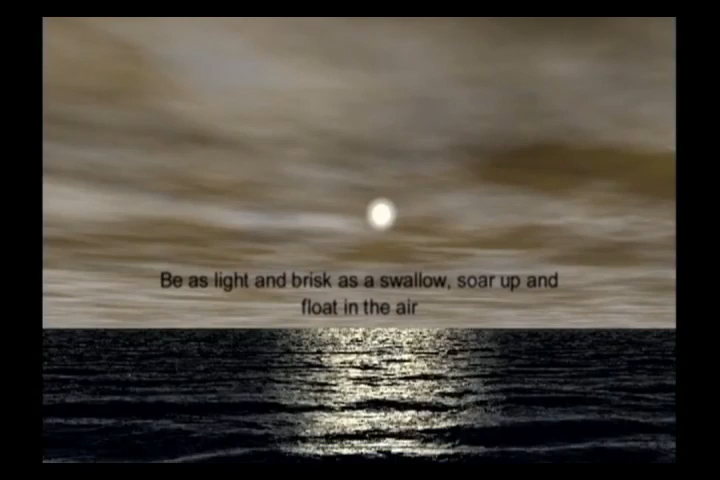 Be as light and brisk as a swallow, soar up and
float in the air